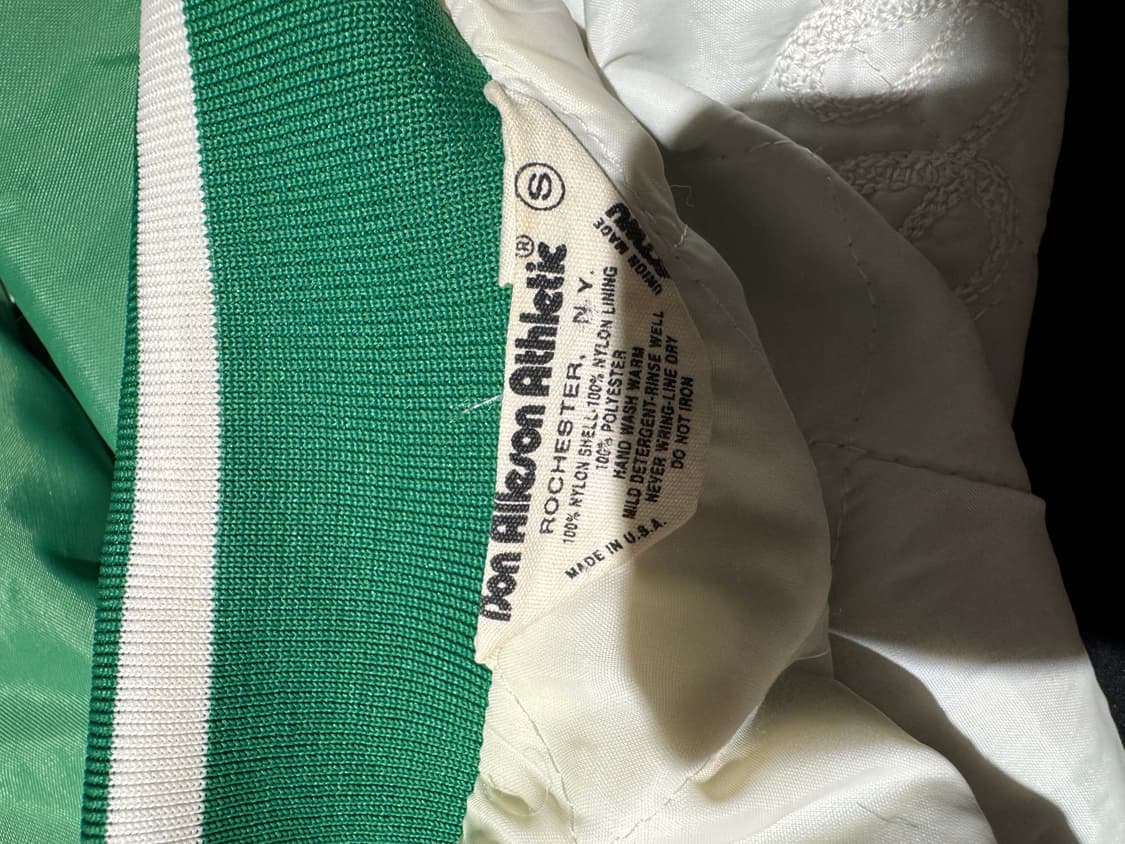 S
Don Alleson Athletic®
ROCHESTER, N.Y.
100% NYLON SHELL-100% NYLON LINING
100% POLYESTER
HAND WASH WARM
MILD DETERGENT-RINSE WELL
NEVER WRING-LINE DRY
DO NOT IRON
MADE IN U.S.A.
UNION MADE